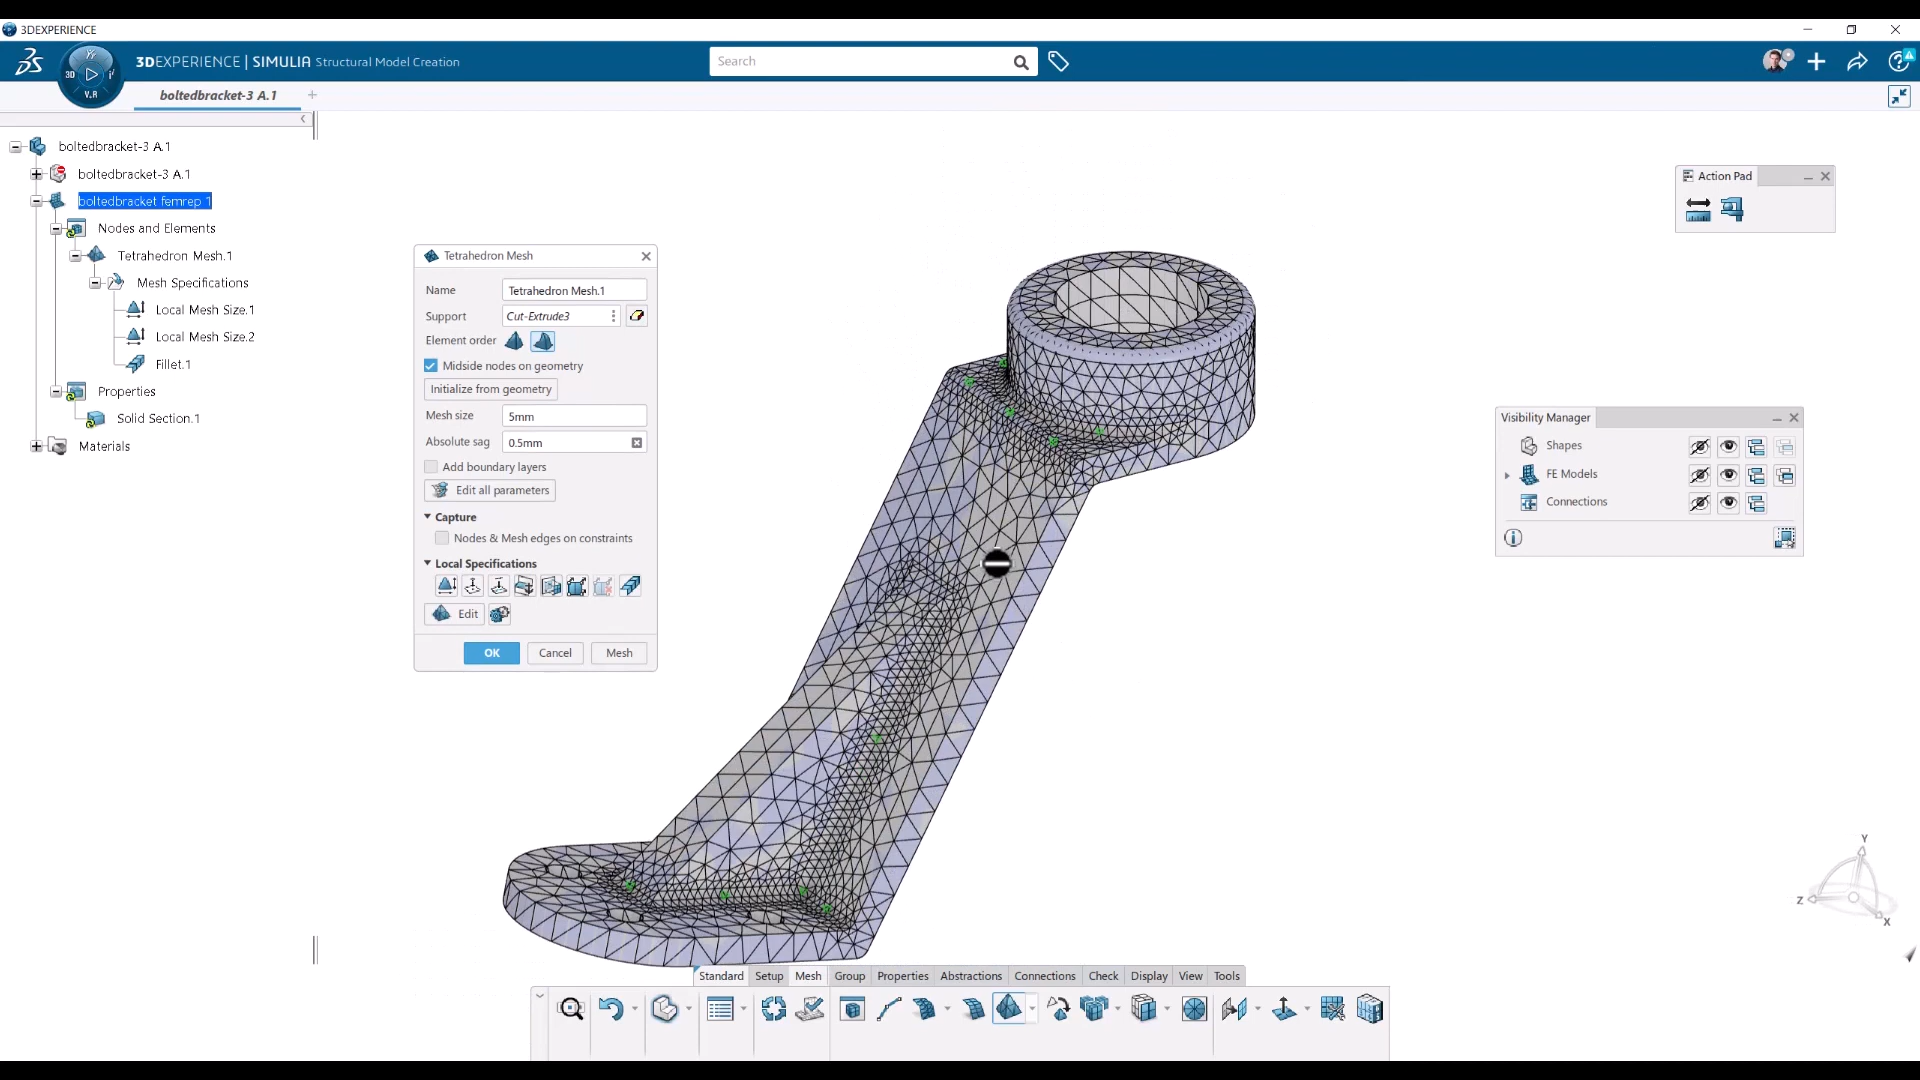 3DEXPERIENCE
3DEXPERIENCE | SIMULIA Structural Model Creation
Search
3D
V.R
boltedbracket-3 A.1
boltedbracket-3 A.1
boltedbracket-3 A.1
boltedbracket femrep 1
Nodes and Elements
Tetrahedron Mesh.1
Mesh Specifications
Local Mesh Size.1
Local Mesh Size.2
Fillet.1
Properties
Solid Section.1
Materials
Tetrahedron Mesh
Name Tetrahedron Mesh.1
Support Cut-Extrude3
Element order
Midside nodes on geometry
Initialize from geometry
Mesh size 5mm
Absolute sag 0.5mm
Add boundary layers
Edit all parameters
Capture
Nodes & Mesh edges on constraints
Local Specifications
Edit
OK Cancel Mesh
Action Pad
Visibility Manager
Shapes
FE Models
Connections
Y
Z
X
Standard Setup Mesh Group Properties Abstractions Connections Check Display View Tools